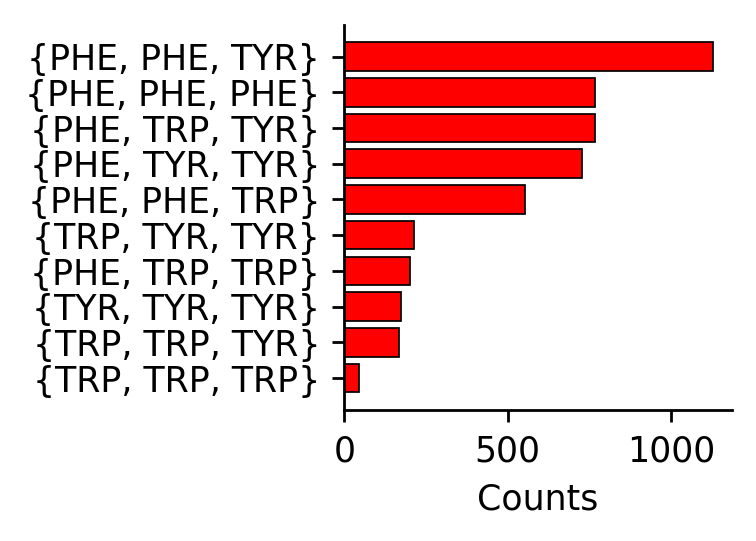 {PHE, PHE, TYR}
{PHE, PHE, PHE}
{PHE, TRP, TYR}
{PHE, TYR, TYR}
{PHE, PHE, TRP}
{TRP, TYR, TYR}
{PHE, TRP, TRP}
{TYR, TYR, TYR}
{TRP, TRP, TYR}
{TRP, TRP, TRP}
0 500 1000
Counts